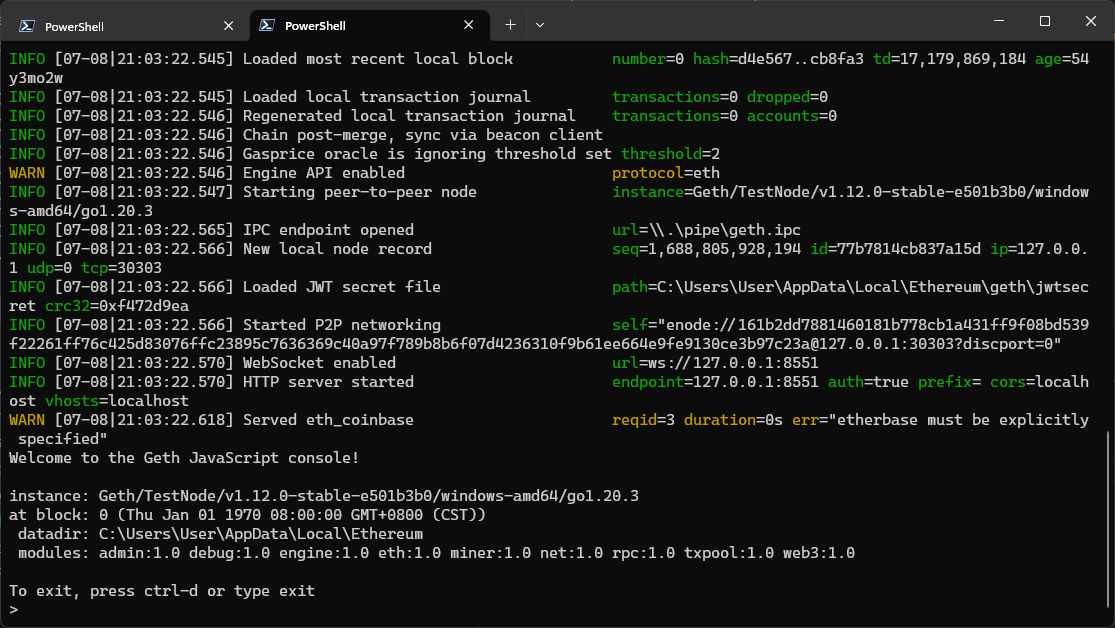 PowerShell
PowerShell
INFO [07-08|21:03:22.545] Loaded most recent local block number=0 hash=d4e567..cb8fa3 td=17,179,869,184 age=54
y3mo2w
INFO [07-08|21:03:22.545] Loaded local transaction journal transactions=0 dropped=0
INFO [07-08|21:03:22.546] Regenerated local transaction journal transactions=0 accounts=0
INFO [07-08|21:03:22.546] Chain post-merge, sync via beacon client
INFO [07-08|21:03:22.546] Gasprice oracle is ignoring threshold set threshold=2
WARN [07-08|21:03:22.546] Engine API enabled protocol=eth
INFO [07-08|21:03:22.547] Starting peer-to-peer node instance=Geth/TestNode/v1.12.0-stable-e501b3b0/window
s-amd64/go1.20.3
INFO [07-08|21:03:22.565] IPC endpoint opened url=\\.\pipe\geth.ipc
INFO [07-08|21:03:22.566] New local node record seq=1,688,805,928,194 id=77b7814cb837a15d ip=127.0.0.
1 udp=0 tcp=30303
INFO [07-08|21:03:22.566] Loaded JWT secret file path=C:\Users\User\AppData\Local\Ethereum\geth\jwtsec
ret crc32=0xf472d9ea
INFO [07-08|21:03:22.566] Started P2P networking self="enode://161b2dd7881460181b778cb1a431ff9f08bd539
f22261ff76c425d83076ffc23895c7636369c40a97f789b8b6f07d4236310f9b61ee664e9fe9130ce3b97c23a@127.0.0.1:30303?discport=0"
INFO [07-08|21:03:22.570] WebSocket enabled url=ws://127.0.0.1:8551
INFO [07-08|21:03:22.570] HTTP server started endpoint=127.0.0.1:8551 auth=true prefix= cors=localh
ost vhosts=localhost
WARN [07-08|21:03:22.618] Served eth_coinbase reqid=3 duration=0s err="etherbase must be explicitly
specified"
Welcome to the Geth JavaScript console!
instance: Geth/TestNode/v1.12.0-stable-e501b3b0/windows-amd64/go1.20.3
at block: 0 (Thu Jan 01 1970 08:00:00 GMT+0800 (CST))
datadir: C:\Users\User\AppData\Local\Ethereum
modules: admin:1.0 debug:1.0 engine:1.0 eth:1.0 miner:1.0 net:1.0 rpc:1.0 txpool:1.0 web3:1.0
To exit, press ctrl-d or type exit
>